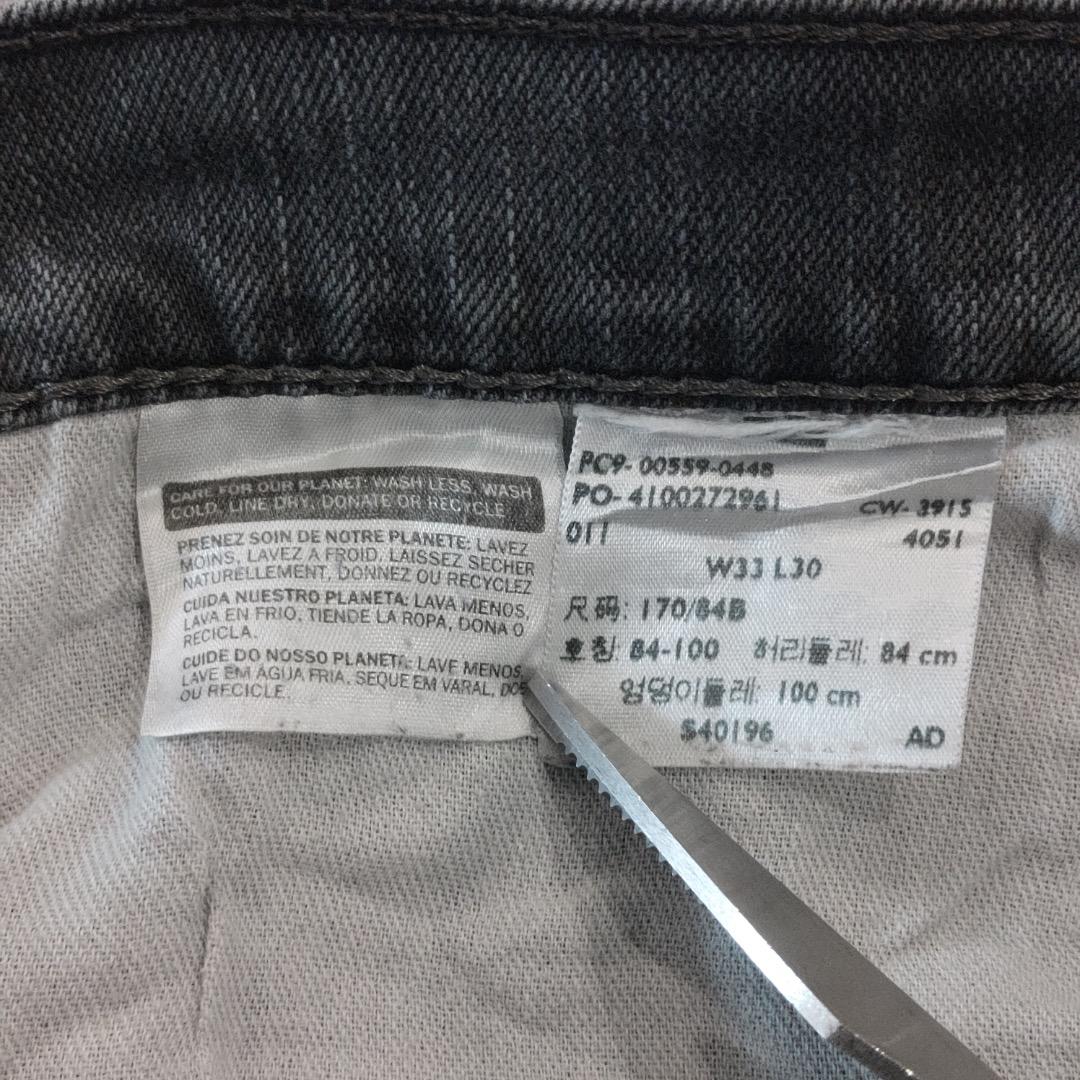 CARE FOR OUR PLANET: WASH LESS, WASH
COLD, LINE DRY, DONATE OR RECYCLE
PRENEZ SOIN DE NOTRE PLANETE: LAVEZ
MOINS, LAVEZ A FROID, LAISSEZ SECHER
NATURELLEMENT, DONNEZ OU RECYCLEZ
CUIDA NUESTRO PLANETA: LAVA MENOS,
LAVA EN FRIO, TIENDE LA ROPA, DONA O
RECICLA.
CUIDE DO NOSSO PLANETA: LAVE MENOS,
LAVE EM ÁGUA FRIA, SEQUE EM VARAL,
OU RECICLE.
PC9-00559-0448
PO-4100272961 CW-3915
011 4051
W33 L30
尺码: 170/84B
호칭: 84-100 허리둘레: 84 cm
엉덩이둘레: 100 cm
S40196 AD